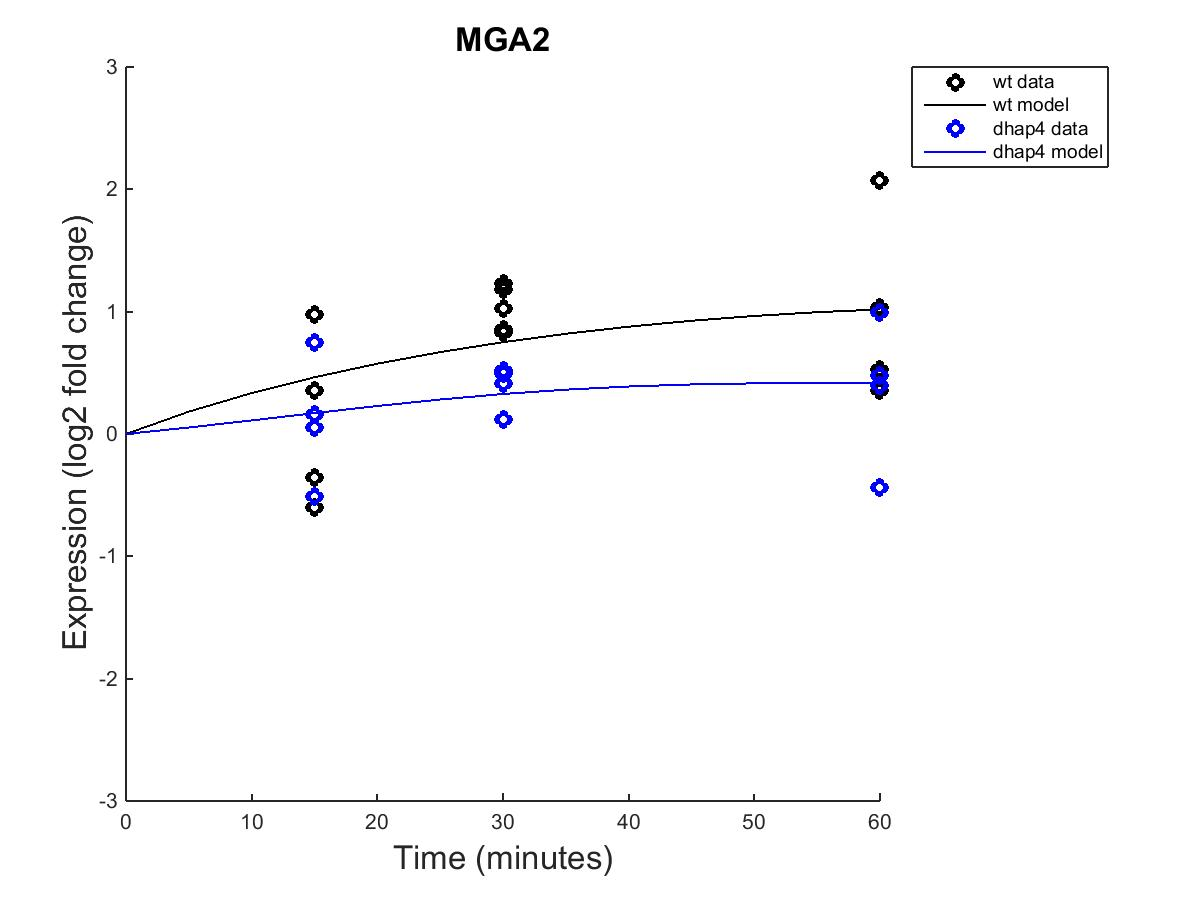 MGA2
3
2
1
0
-1
-2
-3
Expression (log2 fold change)
0 10 20 30 40 50 60
Time (minutes)
wt data
wt model
dhap4 data
dhap4 model